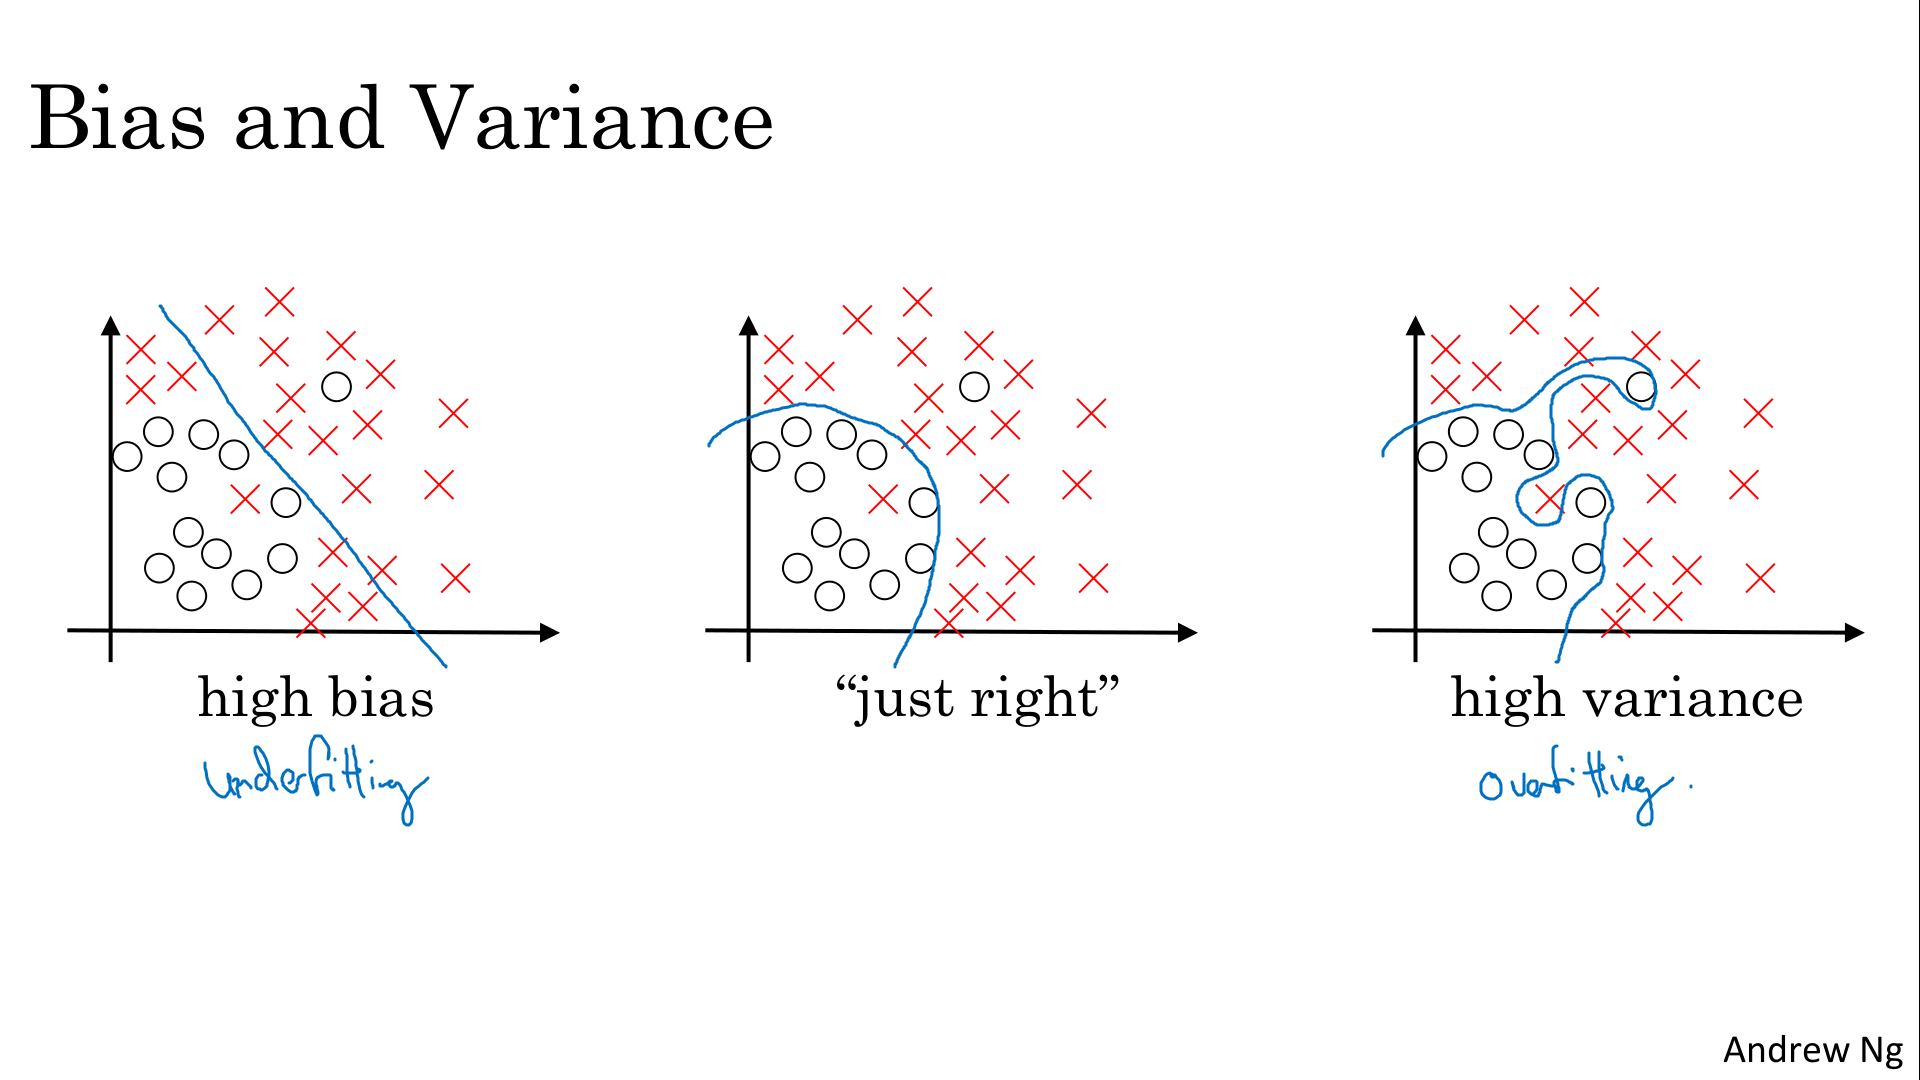 Bias and Variance
high bias
“just right”
high variance
underfitting
overfitting.
Andrew Ng